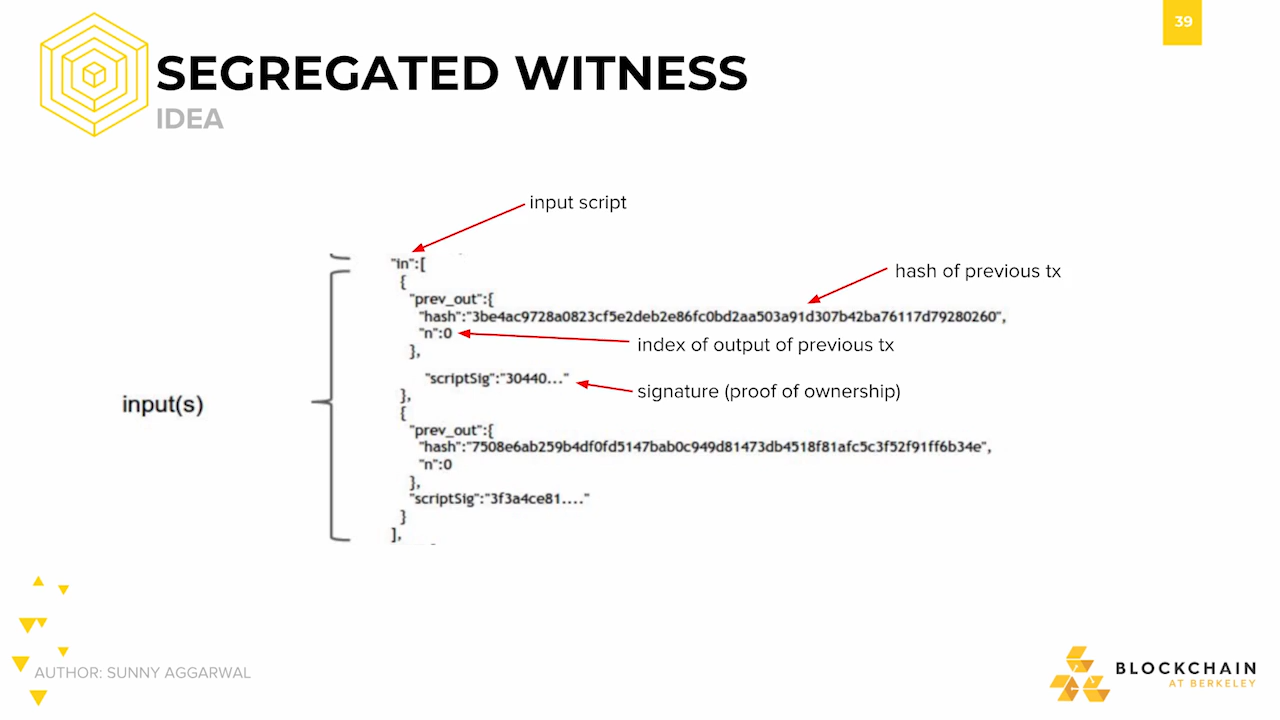 39
SEGREGATED WITNESS
IDEA
input script
"in":[
{
"prev_out":{
hash of previous tx
"hash":"3be4ac9728a0823cf5e2deb2e86fc0bd2aa503a91d307b42ba76117d79280260",
"n":0
index of output of previous tx
},
"scriptSig":"30440..."
signature (proof of ownership)
},
input(s)
{
"prev_out":{
"hash":"7508e6ab259b4df0fd5147bab0c949d81473db4518f81afc5c3f52f91ff6b34e",
"n":0
},
"scriptSig":"3f3a4ce81...."
}
],
AUTHOR: SUNNY AGGARWAL
BLOCKCHAIN
AT BERKELEY